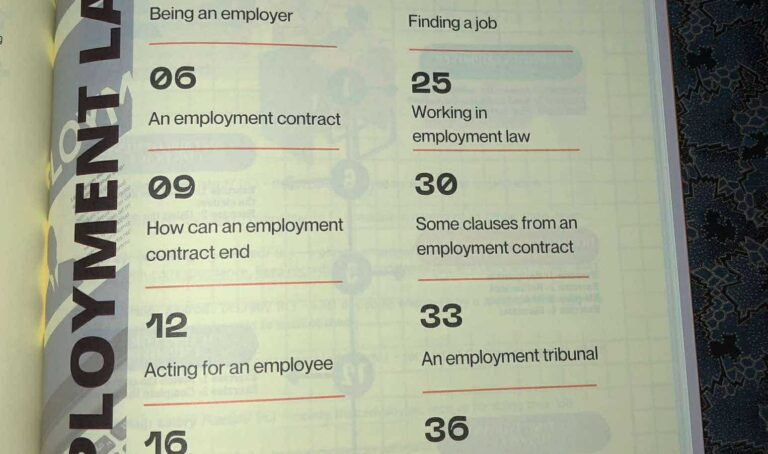 EMPLOYMENT LA
Being an employer
06
An employment contract
09
How can an employment
contract end
12
Acting for an employee
16
Finding a job
25
Working in
employment law
30
Some clauses from an
employment contract
33
An employment tribunal
36